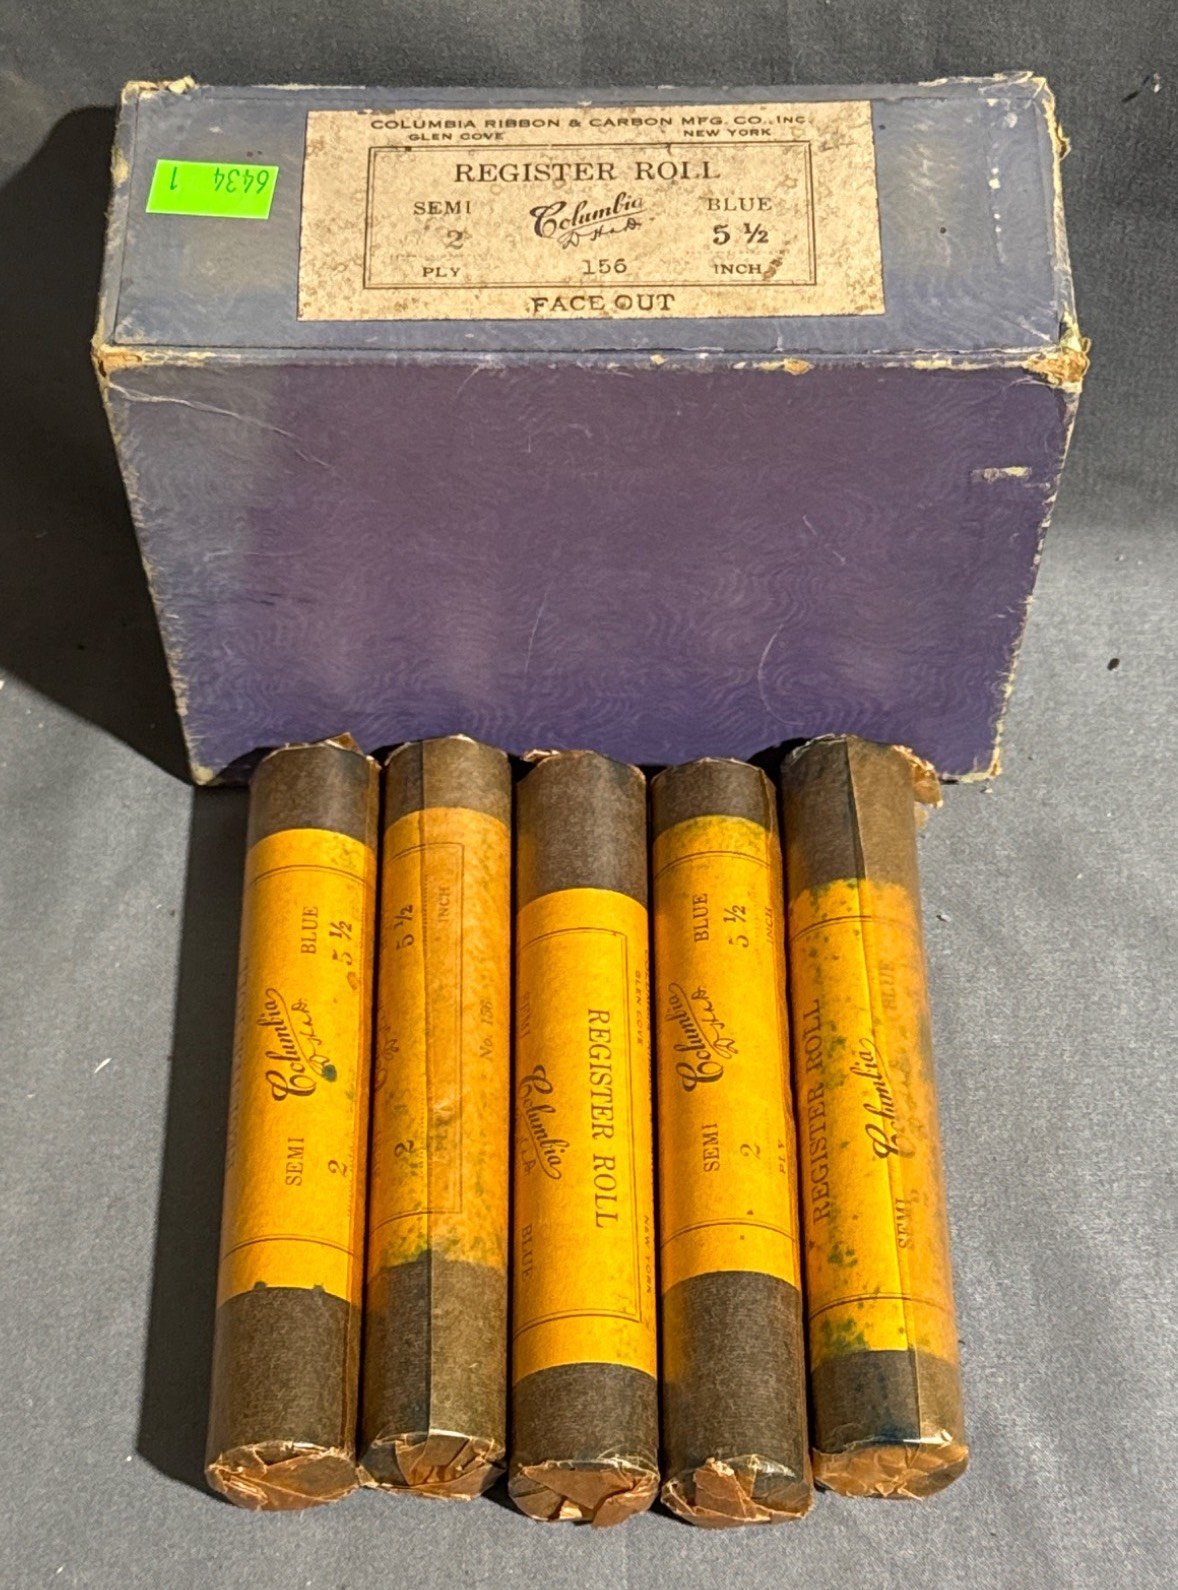 COLUMBIA RIBBON & CARBON MFG. CO., INC.
GLEN COVE NEW YORK
REGISTER ROLL
SEMI Columbia BLUE
2 5 ½
PLY 156 INCH
FACE OUT
6434
1
BLUE
5 ½
Columbia
SEMI
2
5 ½
INCH
2
No. 156
REGISTER ROLL
Columbia
SEMI
BLUE
GLEN COVE
NEW YORK
BLUE
5 ½
INCH
Columbia
SEMI
2
PLY
REGISTER ROLL
BLUE
Columbia
SEMI